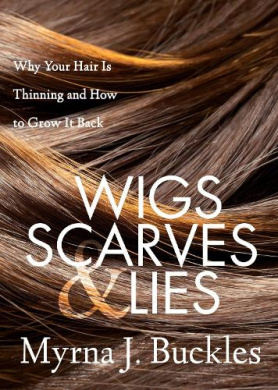 Why Your Hair Is
Thinning and How
to Grow It Back
WIGS
SCARVES
& LIES
Myrna J. Buckles